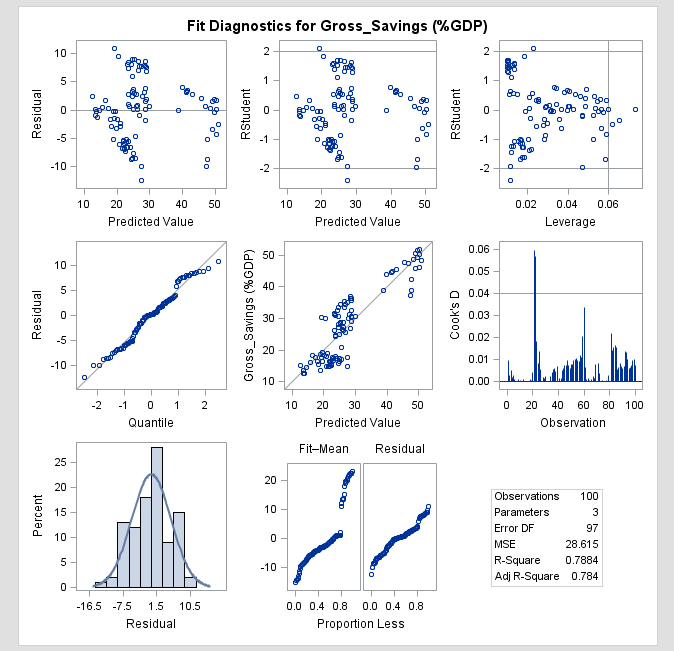 Fit Diagnostics for Gross_Savings (%GDP)
Residual
10
5
0
-5
-10
10 20 30 40 50
Predicted Value
RStudent
2
1
0
-1
-2
10 20 30 40 50
Predicted Value
RStudent
2
1
0
-1
-2
0.02 0.04 0.06
Leverage
Residual
10
5
0
-5
-10
-2 -1 0 1 2
Quantile
Gross_Savings (%GDP)
50
40
30
20
10
10 20 30 40 50
Predicted Value
Cook's D
0.06
0.05
0.04
0.03
0.02
0.01
0.00
0 20 40 60 80 100
Observation
Percent
25
20
15
10
5
0
-16.5 -7.5 1.5 10.5
Residual
Fit–Mean
Residual
20
10
0
-10
0.0 0.4 0.8
0.0 0.4 0.8
Proportion Less
Observations 100
Parameters 3
Error DF 97
MSE 28.615
R-Square 0.7884
Adj R-Square 0.784